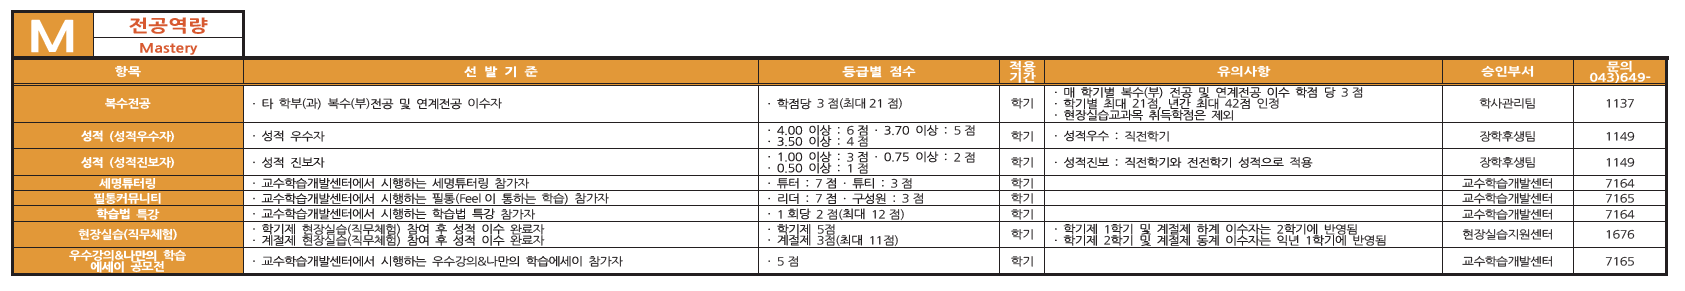 M
전공역량
Mastery
항목 선 발 기 준 등급별 점수 적용 기간 유의사항 승인부서 문의 043)649-
복수전공
· 타 학부(과) 복수(부)전공 및 연계전공 이수자
· 학점당 3 점(최대 21 점)
학기
· 매 학기별 복수(부) 전공 및 연계전공 이수 학점 당 3 점
· 학기별 최대 21점, 년간 최대 42점 인정
· 현장실습교과목 취득학점은 제외
학사관리팀
1137
성적 (성적우수자)
· 성적 우수자
· 4.00 이상 : 6 점 · 3.70 이상 : 5 점
· 3.50 이상 : 4 점
학기
· 성적우수 : 직전학기
장학후생팀
1149
성적 (성적진보자)
· 성적 진보자
· 1.00 이상 : 3 점 · 0.75 이상 : 2 점
· 0.50 이상 : 1 점
학기
· 성적진보 : 직전학기와 전전학기 성적으로 적용
장학후생팀
1149
세명튜터링
· 교수학습개발센터에서 시행하는 세명튜터링 참가자
· 튜터 : 7 점 · 튜티 : 3 점
학기
교수학습개발센터
7164
필통커뮤니티
· 교수학습개발센터에서 시행하는 필통(Feel 이 통하는 학습) 참가자
· 리더 : 7 점 · 구성원 : 3 점
학기
교수학습개발센터
7165
학습법 특강
· 교수학습개발센터에서 시행하는 학습법 특강 참가자
· 1 회당 2 점(최대 12 점)
학기
교수학습개발센터
7164
현장실습(직무체험)
· 학기제 현장실습(직무체험) 참여 후 성적 이수 완료자
· 계절제 현장실습(직무체험) 참여 후 성적 이수 완료자
· 학기제 5점
· 계절제 3점(최대 11점)
학기
· 학기제 1학기 및 계절제 하계 이수자는 2학기에 반영됨
· 학기제 2학기 및 계절제 동계 이수자는 익년 1학기에 반영됨
현장실습지원센터
1676
우수강의&나만의 학습
에세이 공모전
· 교수학습개발센터에서 시행하는 우수강의&나만의 학습에세이 참가자
· 5 점
학기
교수학습개발센터
7165